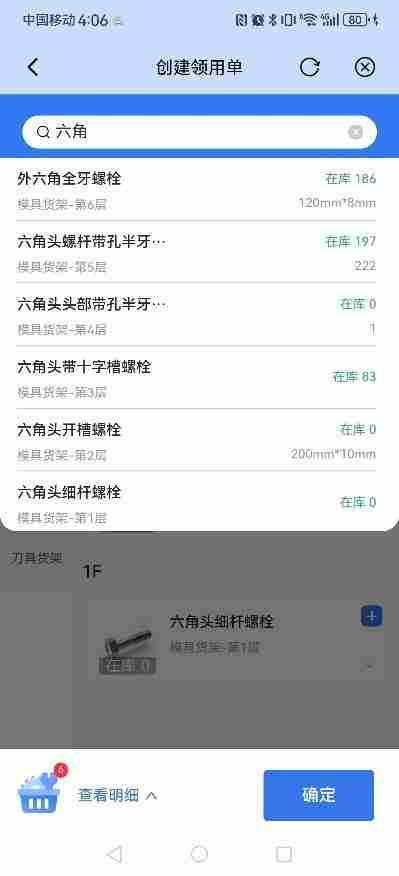 中国移动 4:06
80
创建领用单
六角
外六角全牙螺栓
在库 186
模具货架-第6层
120mm*8mm
六角头螺杆带孔半牙···
在库 197
模具货架-第5层
222
六角头头部带孔半牙···
在库 0
模具货架-第4层
1
六角头带十字槽螺栓
在库 83
模具货架-第3层
六角头开槽螺栓
在库 0
模具货架-第2层
200mm*10mm
六角头细杆螺栓
在库 0
模具货架-第1层
刀具货架
1F
六角头细杆螺栓
模具货架-第1层
在库 0
6
查看明细
确定